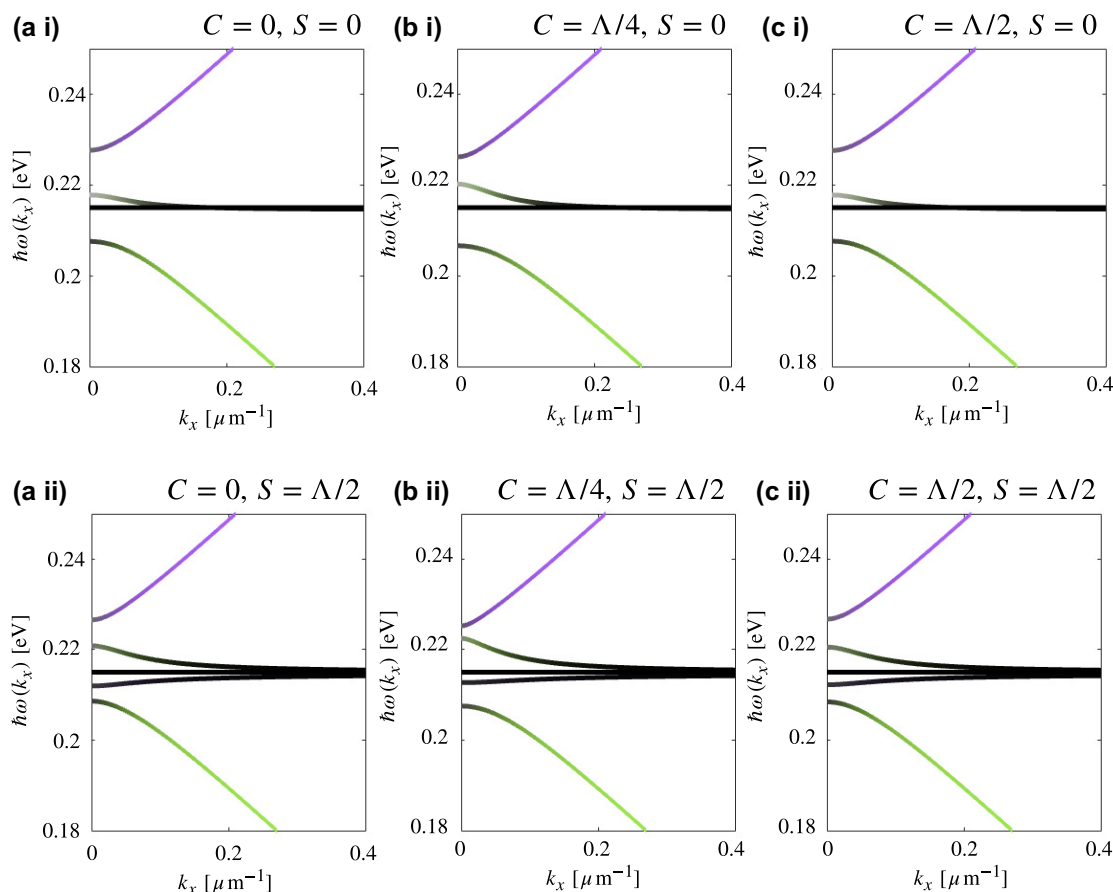 (a i) C = 0, S = 0
(b i) C = Λ/4, S = 0
(c i) C = Λ/2, S = 0
ℏω(kₓ) [eV]
0.24
0.22
0.2
0.18
0 0.2 0.4
kₓ [μm⁻¹]
ℏω(kₓ) [eV]
0.24
0.22
0.2
0.18
0 0.2 0.4
kₓ [μm⁻¹]
ℏω(kₓ) [eV]
0.24
0.22
0.2
0.18
0 0.2 0.4
kₓ [μm⁻¹]
(a ii) C = 0, S = Λ/2
(b ii) C = Λ/4, S = Λ/2
(c ii) C = Λ/2, S = Λ/2
ℏω(kₓ) [eV]
0.24
0.22
0.2
0.18
0 0.2 0.4
kₓ [μm⁻¹]
ℏω(kₓ) [eV]
0.24
0.22
0.2
0.18
0 0.2 0.4
kₓ [μm⁻¹]
ℏω(kₓ) [eV]
0.24
0.22
0.2
0.18
0 0.2 0.4
kₓ [μm⁻¹]